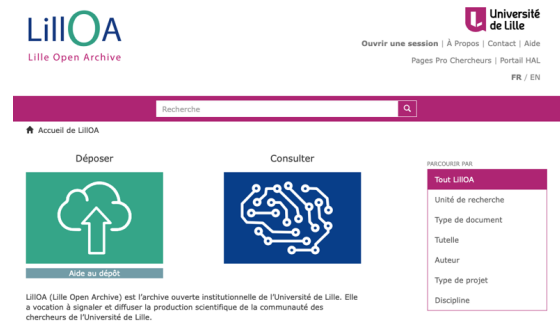 LillOA
Lille Open Archive
Université
de Lille
Ouvrir une session | À Propos | Contact | Aide
Pages Pro Chercheurs | Portail HAL
FR / EN
Recherche
Accueil de LillOA
Déposer
Consulter
Aide au dépôt
LillOA (Lille Open Archive) est l'archive ouverte institutionnelle de l'Université de Lille. Elle
a vocation à signaler et diffuser la production scientifique de la communauté des
chercheurs de l'Université de Lille.
PARCOURIR PAR
Tout LillOA
Unité de recherche
Type de document
Tutelle
Auteur
Type de projet
Discipline